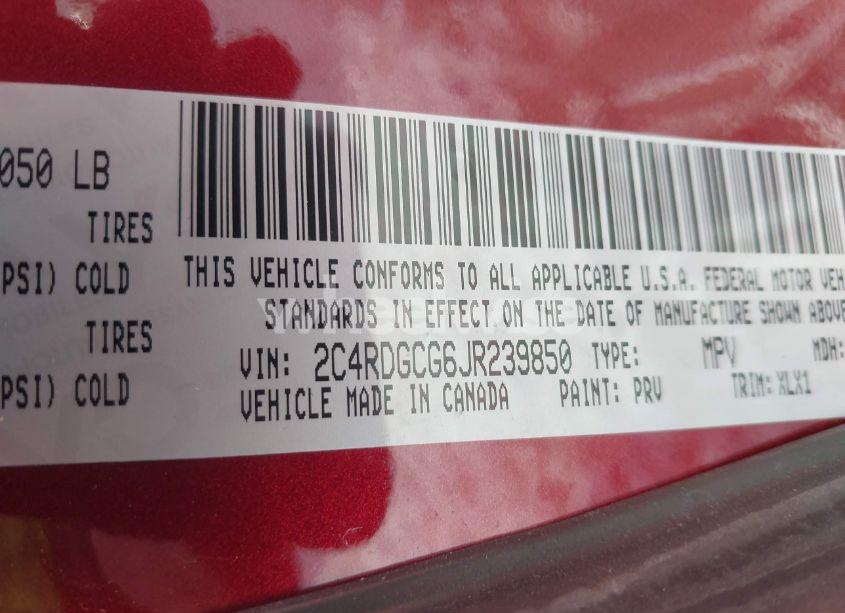 050 LB
TIRES
PSI) COLD
TIRES
PSI) COLD
THIS VEHICLE CONFORMS TO ALL APPLICABLE U.S.A. FEDERAL MOTOR VEH
STANDARDS IN EFFECT ON THE DATE OF MANUFACTURE SHOWN ABOVE
VIN: 2C4RDGCG6JR239850 TYPE: MPV MDH:
VEHICLE MADE IN CANADA PAINT: PRV TRIM: XLX1